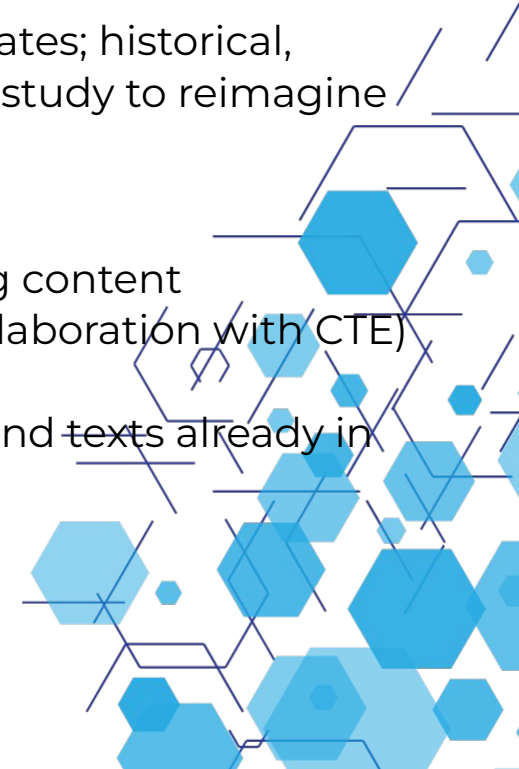 ates; historical,
study to reimagine
g content
laboration with CTE)
nd texts already in